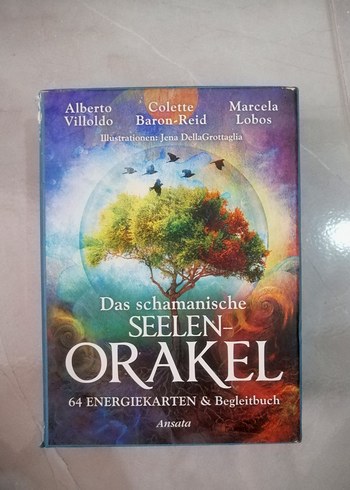 Alberto Colette Marcela
Villoldo Baron-Reid Lobos
Illustrationen: Jena DellaGrottaglia
Das schamanische
SEELEN-
ORAKEL
64 ENERGIEKARTEN & Begleitbuch
Ansata